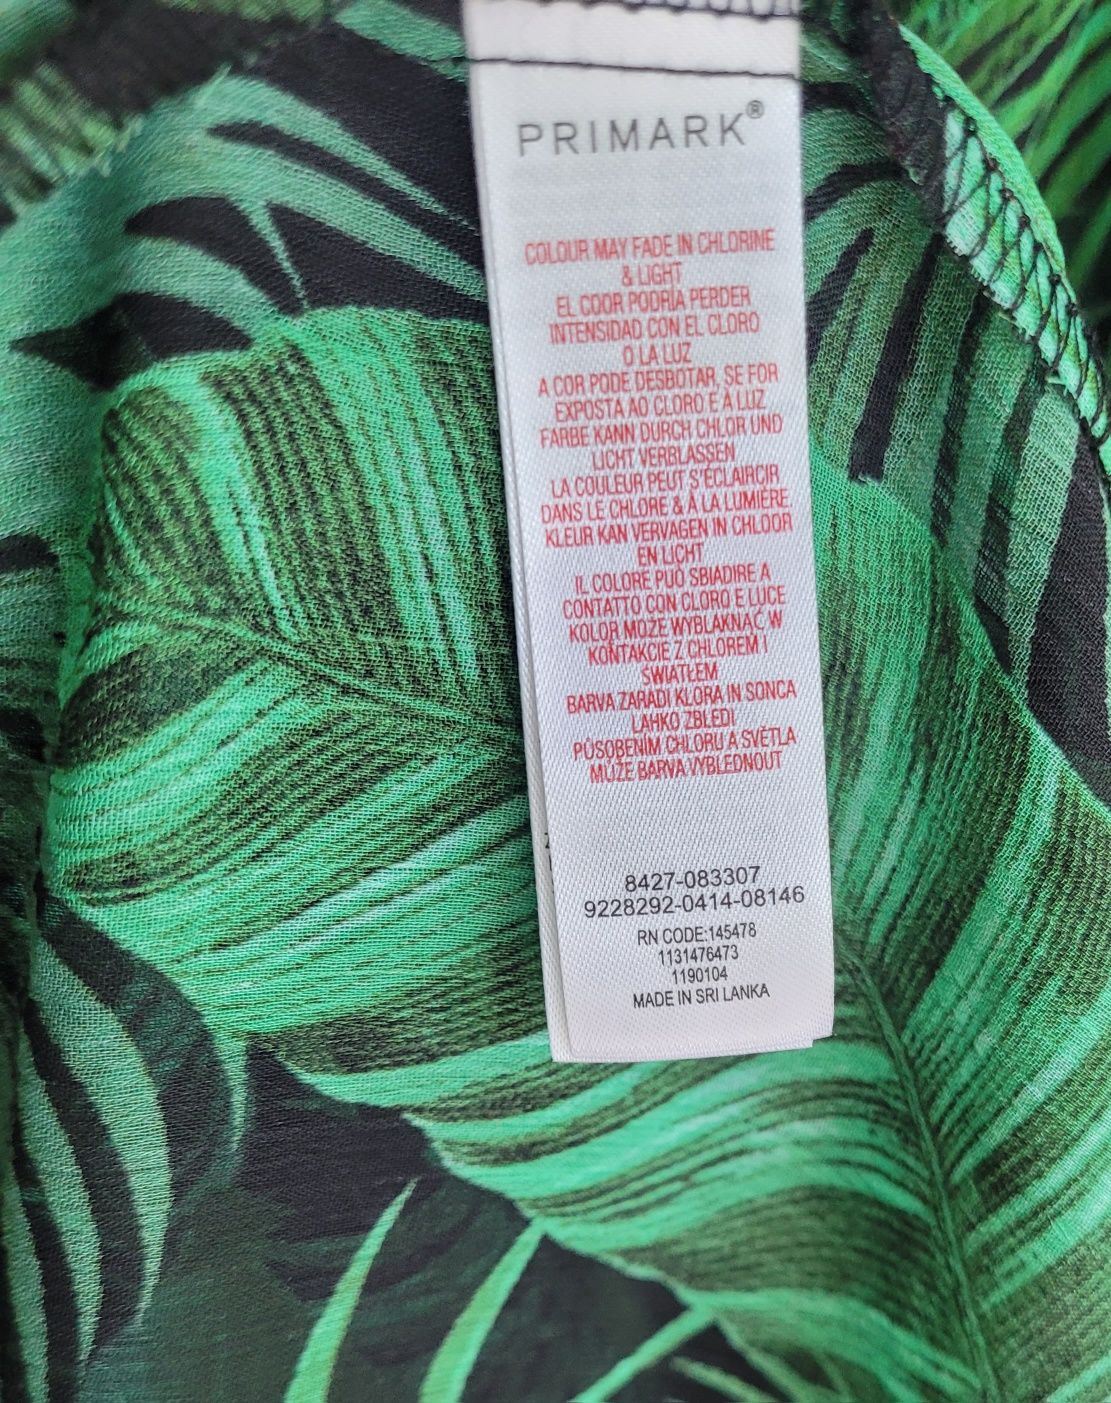 PRIMARK®
COLOUR MAY FADE IN CHLORINE
& LIGHT
EL COOR PODRÍA PERDER
INTENSIDAD CON EL CLORO
O LA LUZ
A COR PODE DESBOTAR, SE FOR
EXPOSTA AO CLORO E À LUZ
FARBE KANN DURCH CHLOR UND
LICHT VERBLASSEN
LA COULEUR PEUT S'ÉCLAIRCIR
DANS LE CHLORE & À LA LUMIÈRE
KLEUR KAN VERVAGEN IN CHLOOR
EN LICHT
IL COLORE PUÒ SBIADIRE A
CONTATTO CON CLORO E LUCE
KOLOR MOŻE WYBLAKNĄĆ W
KONTAKCIE Z CHLOREM I
ŚWIATŁEM
BARVA ZARADI KLORA IN SONCA
LAHKO ZBLEDI
PŮSOBENÍM CHLORU A SVĚTLA
MŮŽE BARVA VYBLEDNOUT
8427-083307
9228292-0414-08146
RN CODE:145478
1131476473
1190104
MADE IN SRI LANKA